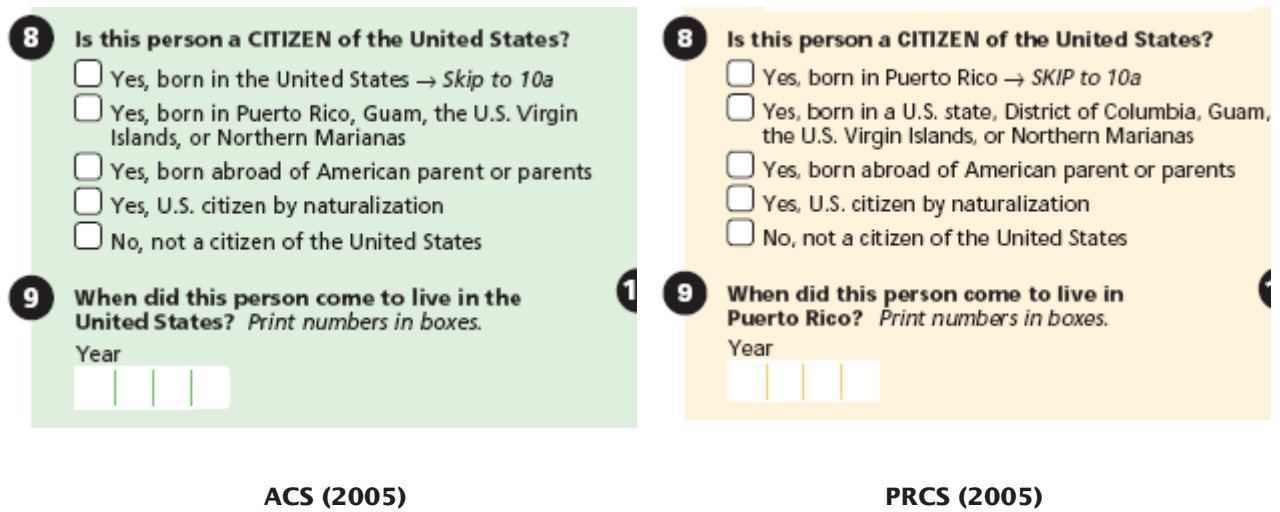 8 Is this person a CITIZEN of the United States?
Yes, born in the United States → Skip to 10a
Yes, born in Puerto Rico, Guam, the U.S. Virgin
Islands, or Northern Marianas
Yes, born abroad of American parent or parents
Yes, U.S. citizen by naturalization
No, not a citizen of the United States
9 When did this person come to live in the
United States? Print numbers in boxes.
Year
ACS (2005)
8 Is this person a CITIZEN of the United States?
Yes, born in Puerto Rico → SKIP to 10a
Yes, born in a U.S. state, District of Columbia, Guam,
the U.S. Virgin Islands, or Northern Marianas
Yes, born abroad of American parent or parents
Yes, U.S. citizen by naturalization
No, not a citizen of the United States
9 When did this person come to live in
Puerto Rico? Print numbers in boxes.
Year
PRCS (2005)